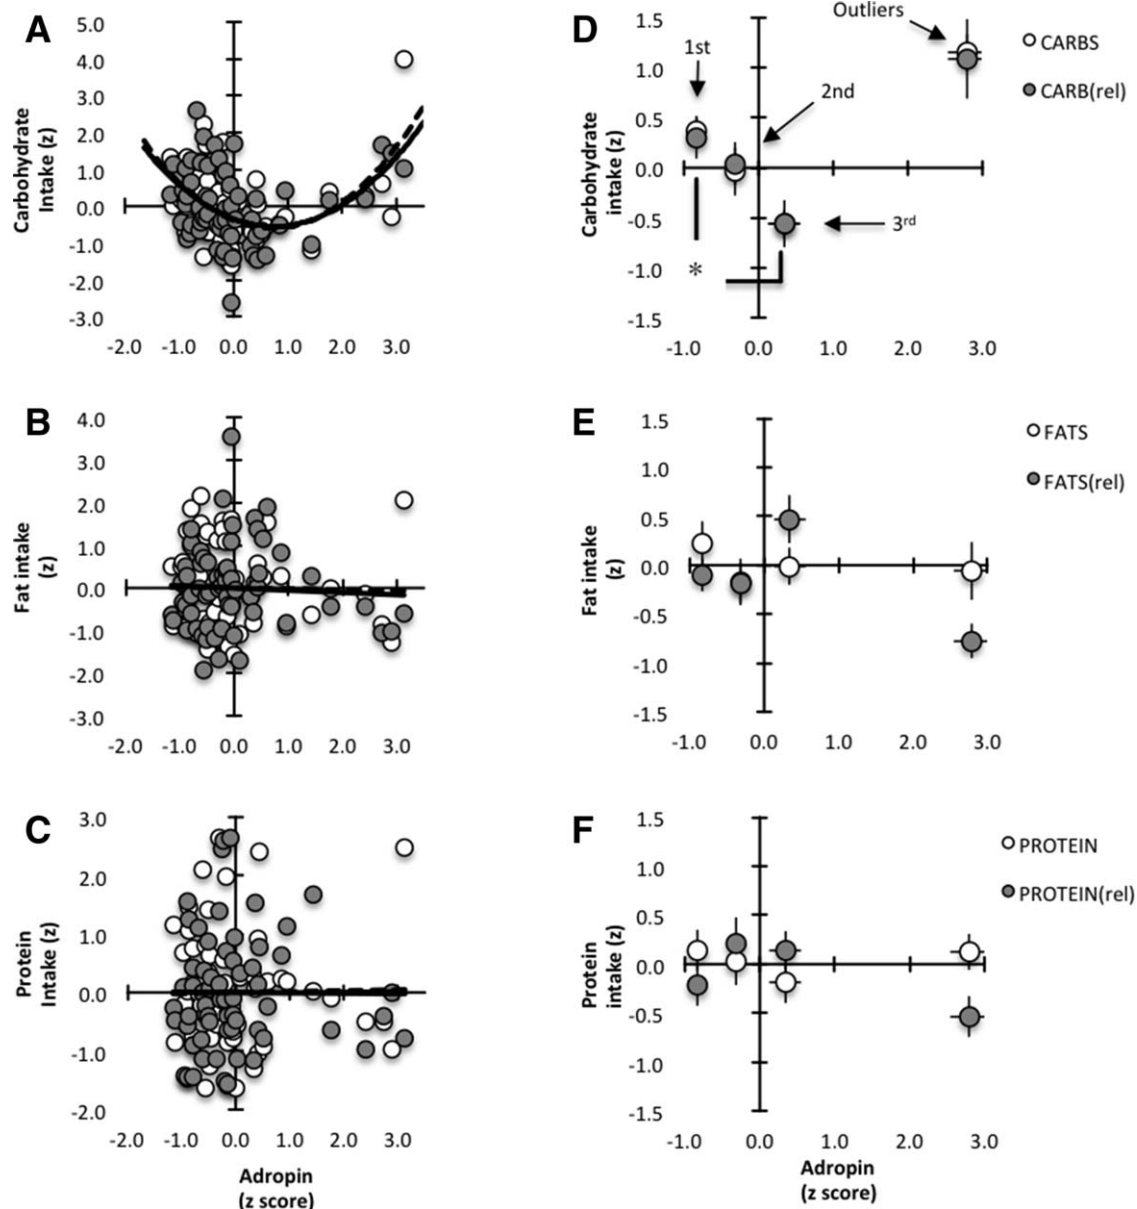 A
5.0
4.0
3.0
2.0
1.0
0.0
-1.0
-2.0
-3.0
-2.0 -1.0 0.0 1.0 2.0 3.0
Carbohydrate
Intake (z)
D
1.5
1.0
0.5
0.0
-0.5
-1.0
-1.5
-1.0 0.0 1.0 2.0 3.0
Carbohydrate
intake (z)
Outliers
1st
2nd
3rd
*
CARBS
CARB(rel)
B
4.0
3.0
2.0
1.0
0.0
-1.0
-2.0
-3.0
-2.0 -1.0 0.0 1.0 2.0 3.0
Fat intake
(z)
E
1.5
1.0
0.5
0.0
-0.5
-1.0
-1.5
-1.0 0.0 1.0 2.0 3.0
Fat intake
(z)
FATS
FATS(rel)
C
3.0
2.0
1.0
0.0
-1.0
-2.0
-2.0 -1.0 0.0 1.0 2.0 3.0
Protein
Intake (z)
Adropin
(z score)
F
1.5
1.0
0.5
0.0
-0.5
-1.0
-1.5
-1.0 0.0 1.0 2.0 3.0
Protein
intake (z)
PROTEIN
PROTEIN(rel)
Adropin
(z score)